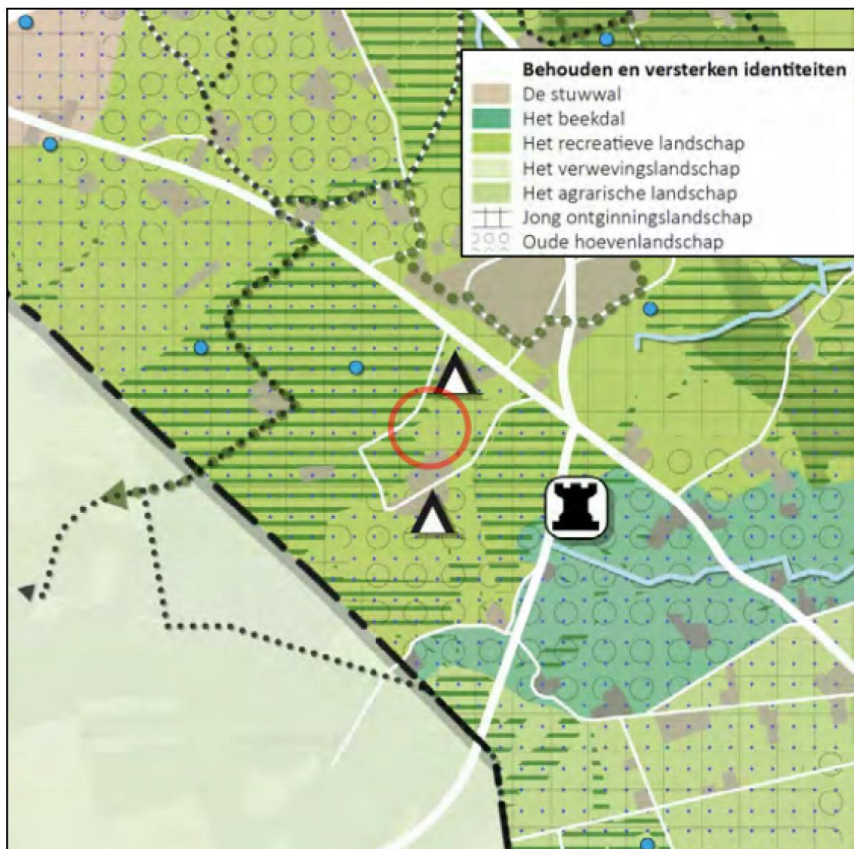 Behouden en versterken identiteiten
De stuwwal
Het beekdal
Het recreatieve landschap
Het verwevingslandschap
Het agrarische landschap
Jong ontginningslandschap
Oude hoevenlandschap